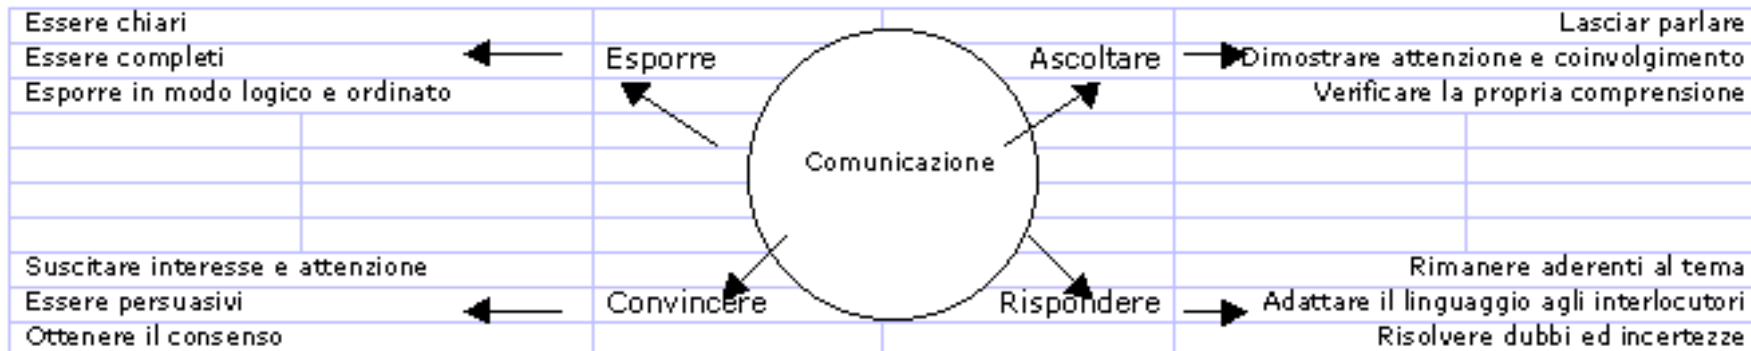 Essere chiari
Essere completi
Esporre in modo logico e ordinato
Esporre
Ascoltare
Lasciar parlare
Dimostrare attenzione e coinvolgimento
Verificare la propria comprensione
Comunicazione
Suscitare interesse e attenzione
Essere persuasivi
Ottenere il consenso
Convincere
Rispondere
Rimanere aderenti al tema
Adattare il linguaggio agli interlocutori
Risolvere dubbi ed incertezze